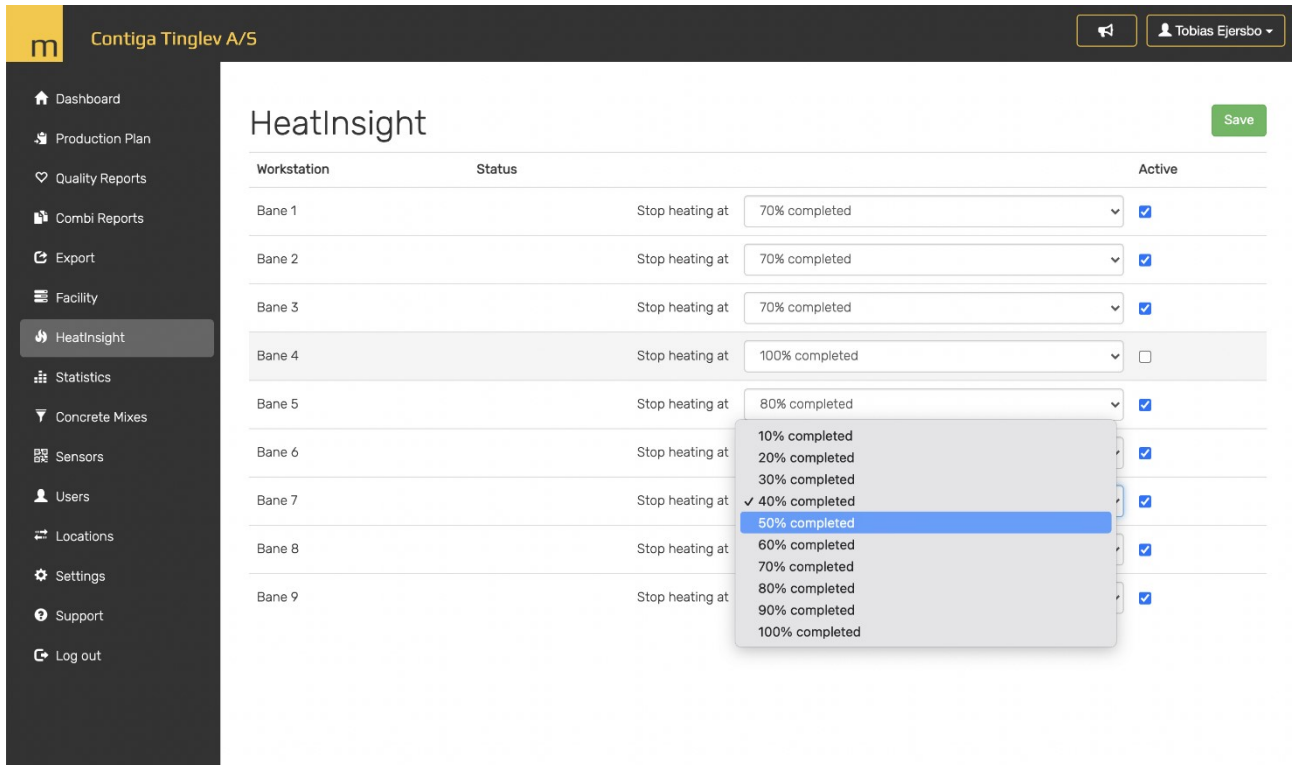 m
Contiga Tinglev A/S
Tobias Ejersbo
Dashboard
Production Plan
Quality Reports
Combi Reports
Export
Facility
HeatInsight
Statistics
Concrete Mixes
Sensors
Users
Locations
Settings
Support
Log out
HeatInsight
Save
Workstation Status Active
Bane 1 Stop heating at 70% completed
Bane 2 Stop heating at 70% completed
Bane 3 Stop heating at 70% completed
Bane 4 Stop heating at 100% completed
Bane 5 Stop heating at 80% completed
Bane 6 Stop heating at
Bane 7 Stop heating at
Bane 8 Stop heating at
Bane 9 Stop heating at
10% completed
20% completed
30% completed
✓ 40% completed
50% completed
60% completed
70% completed
80% completed
90% completed
100% completed